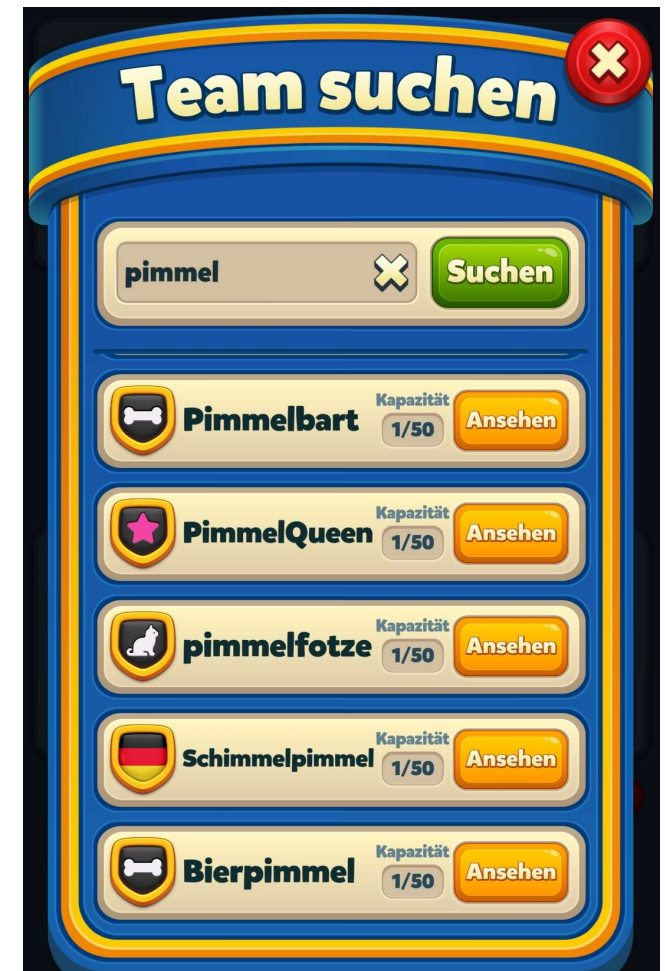 Team suchen
pimmel
Suchen
Pimmelbart
Kapazität
1/50
Ansehen
PimmelQueen
Kapazität
1/50
Ansehen
pimmelfotze
Kapazität
1/50
Ansehen
Schimmelpimmel
Kapazität
1/50
Ansehen
Bierpimmel
Kapazität
1/50
Ansehen